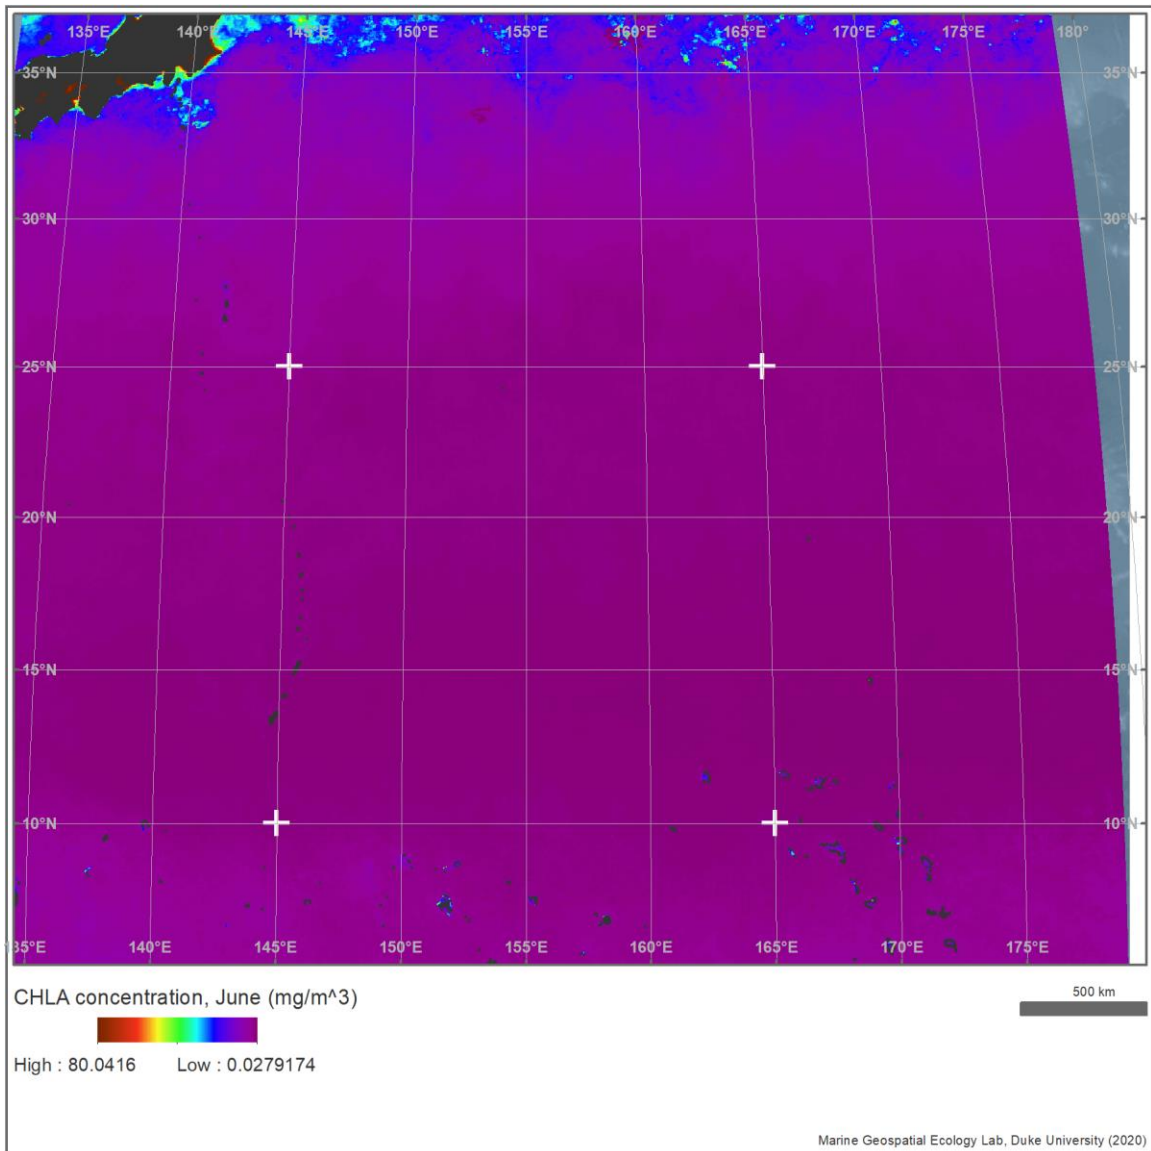 135°E 140°E 145°E 150°E 155°E 160°E 165°E 170°E 175°E 180°
35°N 35°N
30°N 30°N
25°N 25°N
20°N 20°N
15°N 15°N
10°N 10°N
135°E 140°E 145°E 150°E 155°E 160°E 165°E 170°E 175°E
CHLA concentration, June (mg/m^3)
500 km
High : 80.0416 Low : 0.0279174
Marine Geospatial Ecology Lab, Duke University (2020)